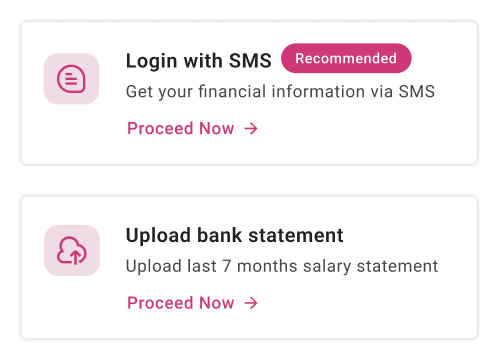 Login with SMS Recommended
Get your financial information via SMS
Proceed Now
Upload bank statement
Upload last 7 months salary statement
Proceed Now